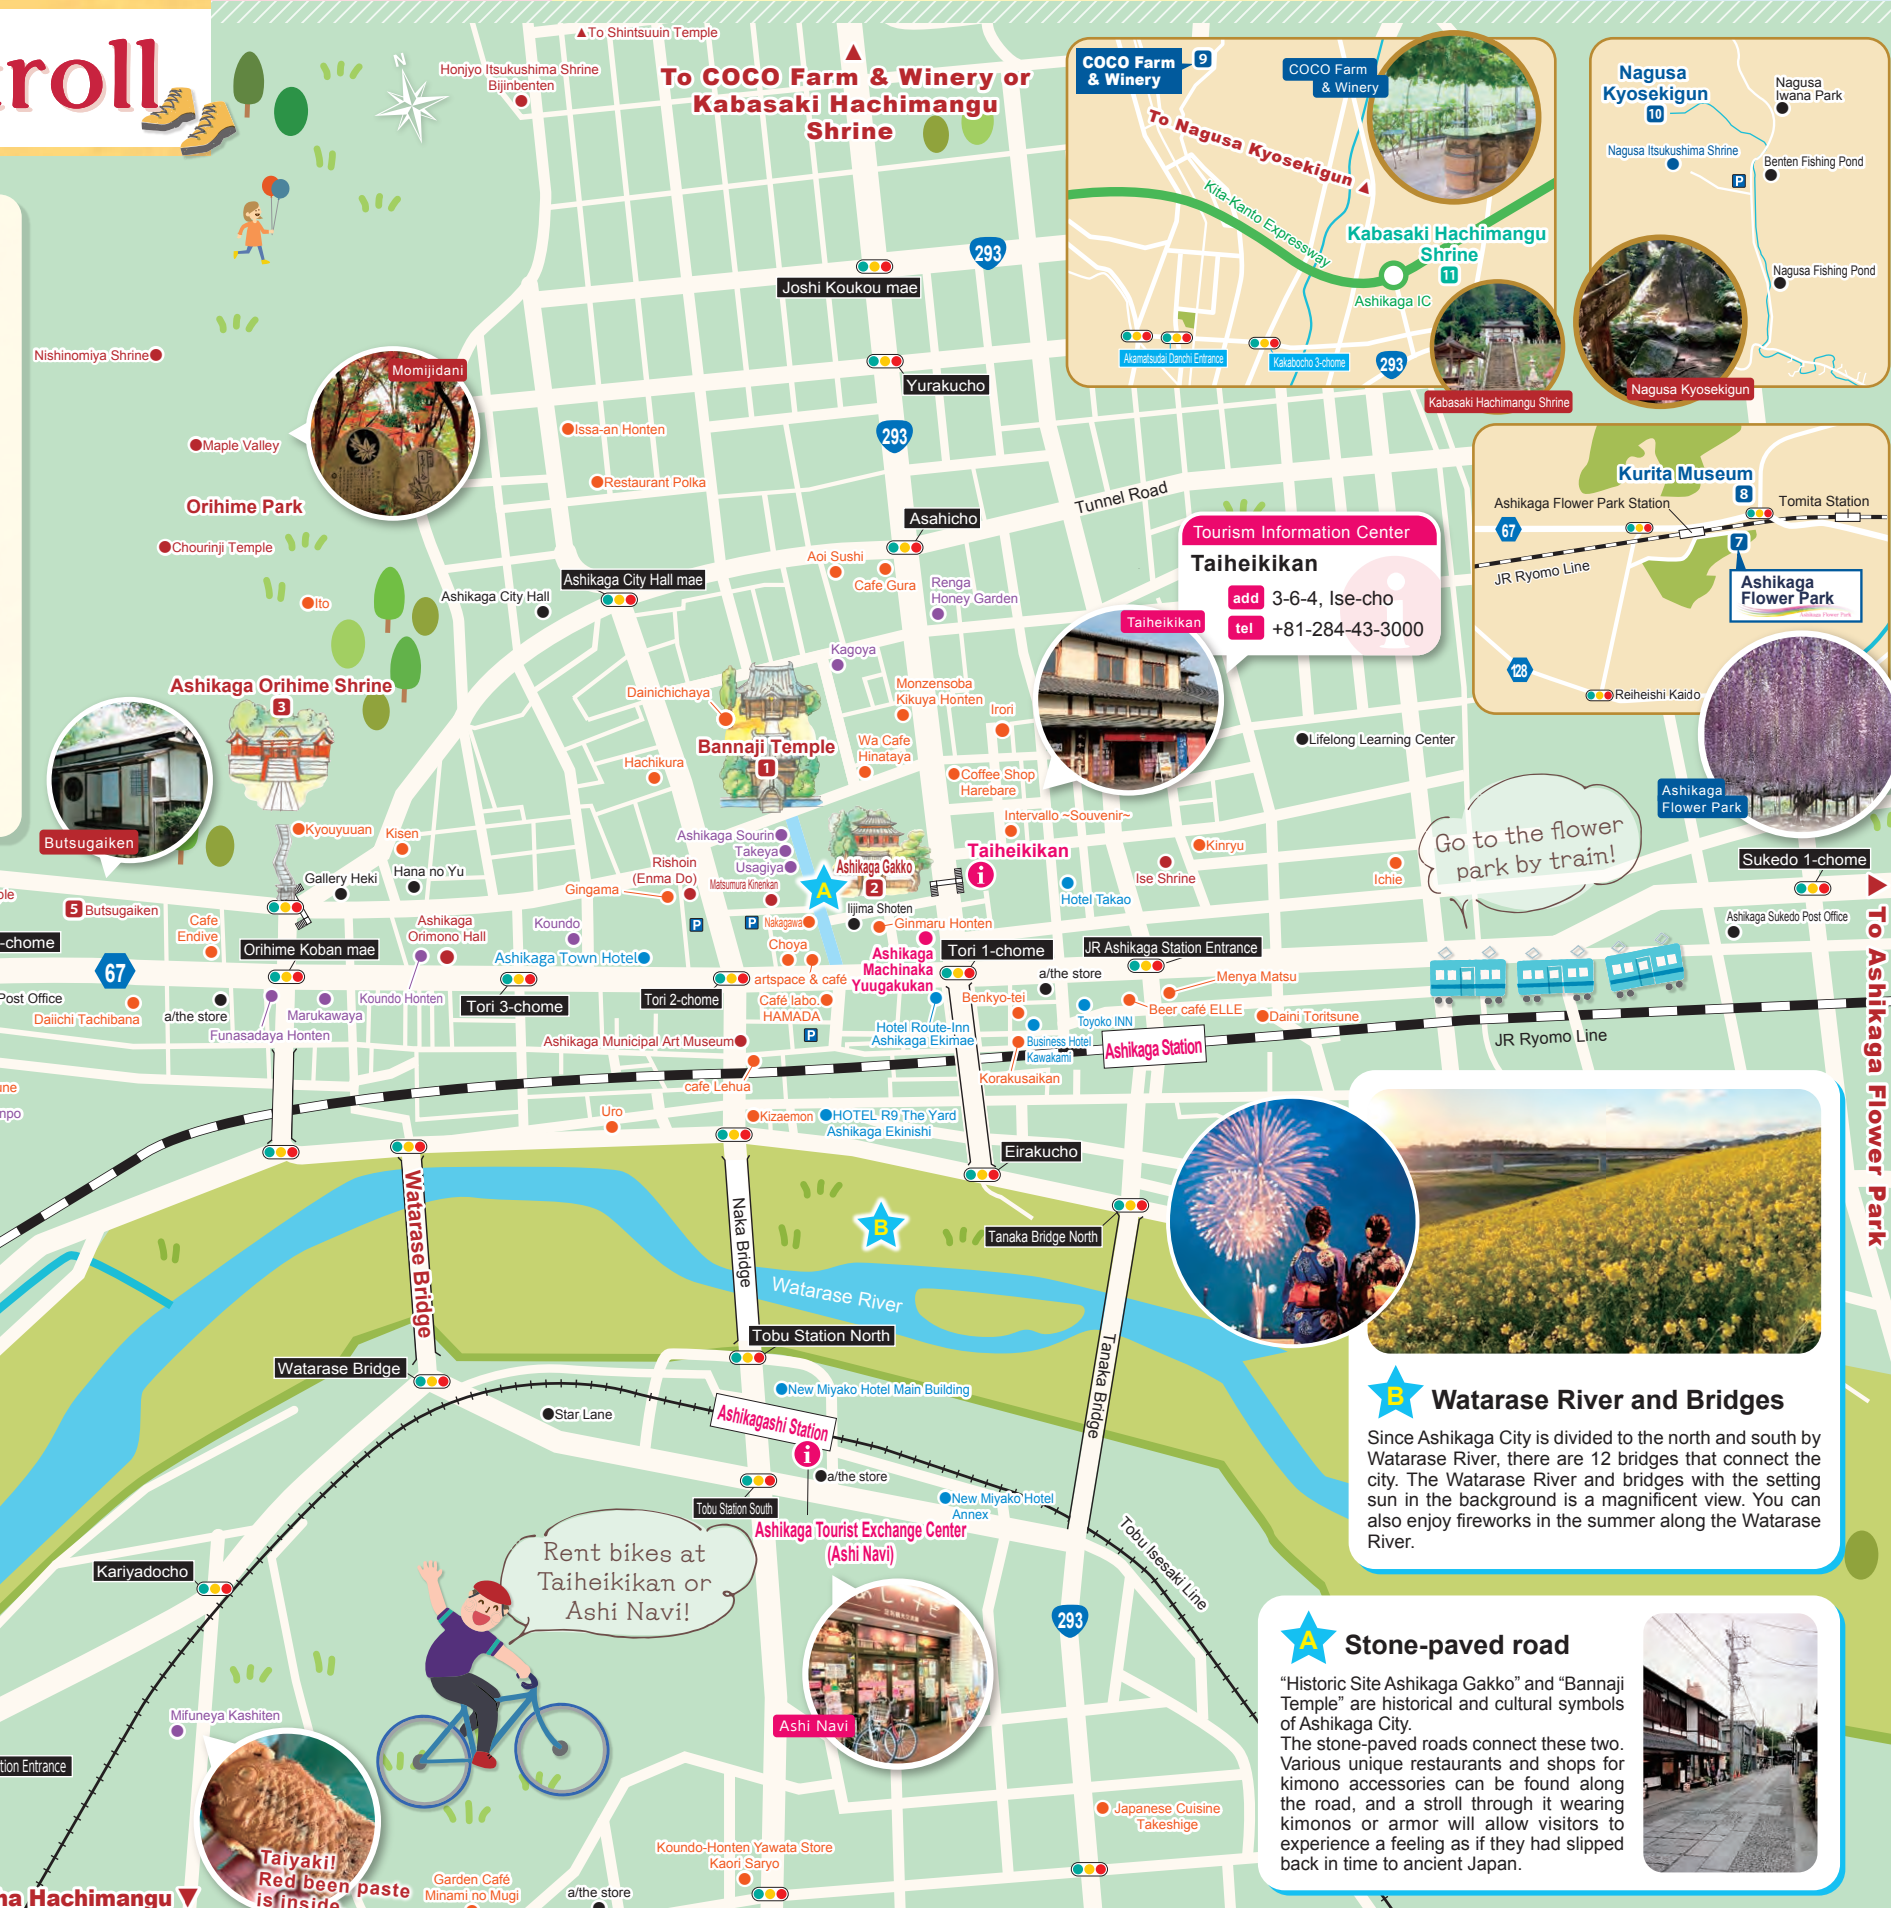 roll
N
▲To Shintsuuin Temple
Honjyo Itsukushima Shrine
Bijinbenten
To COCO Farm & Winery or
Kabasaki Hachimangu
Shrine
COCO Farm
& Winery
9
COCO Farm
& Winery
To Nagusa Kyosekigun ▲
Kita-Kanto Expressway
Kabasaki Hachimangu
Shrine
11
Ashikaga IC
Akamatsudai Danchi Entrance
Kakabocho 3-chome
293
Kabasaki Hachimangu Shrine
Nagusa
Kyosekigun
10
Nagusa
Iwana Park
Nagusa Itsukushima Shrine
Benten Fishing Pond
P
Nagusa Fishing Pond
Nagusa Kyosekigun
293
Joshi Koukou mae
Nishinomiya Shrine
Momijidani
Yurakucho
Maple Valley
Issa-an Honten
293
Restaurant Polka
Orihime Park
Tunnel Road
Asahicho
Chourinji Temple
Kurita Museum
8
Ashikaga Flower Park Station
Tomita Station
67
7
JR Ryomo Line
Ashikaga
Flower Park
Ashikaga Flower Park
128
Reiheishi Kaido
Ashikaga
Flower Park
Tourism Information Center
Taiheikikan
add 3-6-4, Ise-cho
tel +81-284-43-3000
Taiheikikan
Aoi Sushi
Cafe Gura
Ashikaga City Hall mae
Ashikaga City Hall
Renga
Honey Garden
Ito
Kagoya
Ashikaga Orihime Shrine
3
Dainichichaya
Monzensoba
Kikuya Honten
Irori
Bannaji Temple
1
Wa Cafe
Hinataya
Lifelong Learning Center
Hachikura
Coffee Shop
Harebare
Butsugaiken
Kyouyuuan
Kisen
Ashikaga Sourin
Takeya
Usagiya
Intervallo ~Souvenir~
Go to the flower
park by train!
Kinryu
Taiheikikan
Rishoin
(Enma Do)
Matsumura Kinenkan
Ashikaga Gakko
2
A
Ise Shrine
Ichie
Sukedo 1-chome
Gallery Heki
Hana no Yu
Gingama
Hotel Takao
5 Butsugaiken
Cafe
Endive
Ashikaga
Orimono Hall
Koundo
P
P
Nakagawa
Iijima Shoten
Ginmaru Honten
Ashikaga Sukedo Post Office
To Ashikaga Flower Park
-chome
Orihime Koban mae
Ashikaga Town Hotel
Choya
Ashikaga
Machinaka
Yuugakukan
Tori 1-chome
JR Ashikaga Station Entrance
67
artspace & café
a/the store
Menya Matsu
Post Office
Daiichi Tachibana
a/the store
Koundo Honten
Marukawaya
Tori 3-chome
Tori 2-chome
Café labo.
HAMADA
Benkyo-tei
Toyoko INN
Beer café ELLE
Daini Toritsune
Funasadaya Honten
Hotel Route-Inn
Ashikaga Ekimae
Business Hotel
Kawakami
Ashikaga Station
JR Ryomo Line
Ashikaga Municipal Art Museum
P
cafe Lehua
Korakusaikan
une
npo
Uro
Kizaemon
HOTEL R9 The Yard
Ashikaga Ekinishi
Eirakucho
Watarase Bridge
Naka Bridge
B
Tanaka Bridge North
Watarase River
Tanaka Bridge
Tobu Station North
Watarase Bridge
New Miyako Hotel Main Building
Star Lane
Ashikagashi Station
a/the store
Tobu Station South
New Miyako Hotel
Annex
Ashikaga Tourist Exchange Center
(Ashi Navi)
Tobu Isesaki Line
Rent bikes at
Taiheikikan or
Ashi Navi!
Kariyadocho
293
Ashi Navi
B Watarase River and Bridges
Since Ashikaga City is divided to the north and south by
Watarase River, there are 12 bridges that connect the
city. The Watarase River and bridges with the setting
sun in the background is a magnificent view. You can
also enjoy fireworks in the summer along the Watarase
River.
A Stone-paved road
“Historic Site Ashikaga Gakko” and “Bannaji
Temple” are historical and cultural symbols
of Ashikaga City.
The stone-paved roads connect these two.
Various unique restaurants and shops for
kimono accessories can be found along
the road, and a stroll through it wearing
kimonos or armor will allow visitors to
experience a feeling as if they had slipped
back in time to ancient Japan.
Mifuneya Kashiten
tion Entrance
Taiyaki!
Red been paste
is inside
Hachimangu ▼
Koundo-Honten Yawata Store
Kaori Saryo
Garden Café
Minami no Mugi
a/the store
Japanese Cuisine
Takeshige